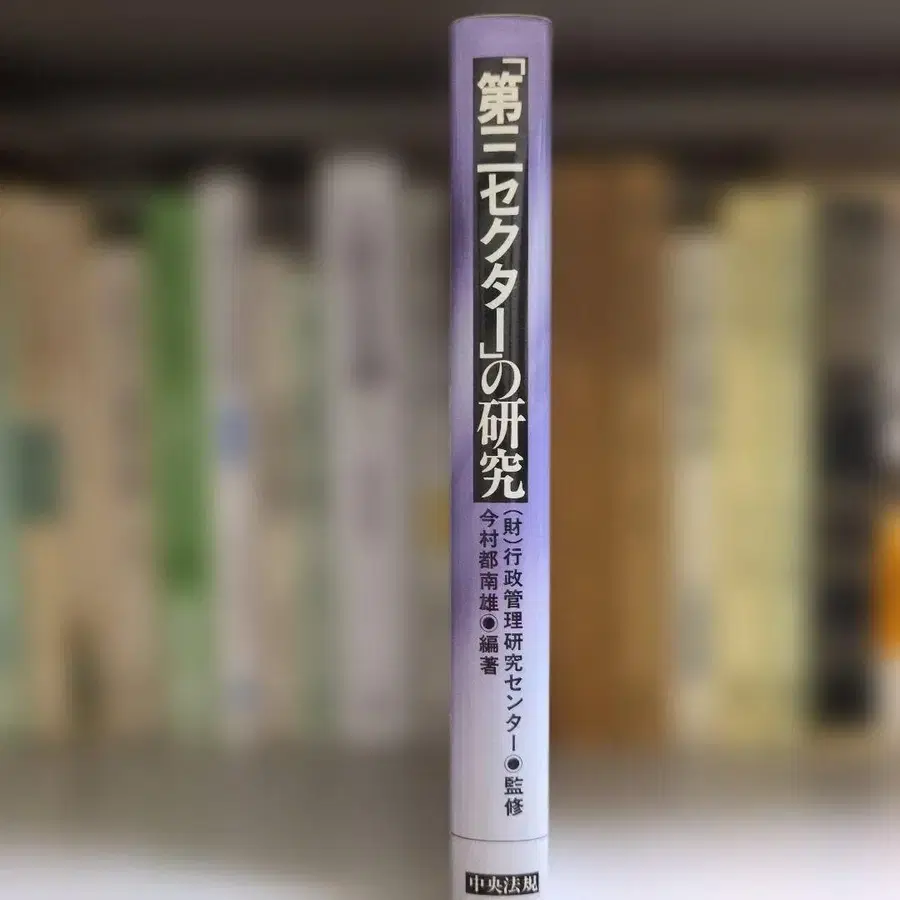 「第三セクター」の研究
(財)行政管理研究センター◉監修
今村都南雄◉編著
中央法規